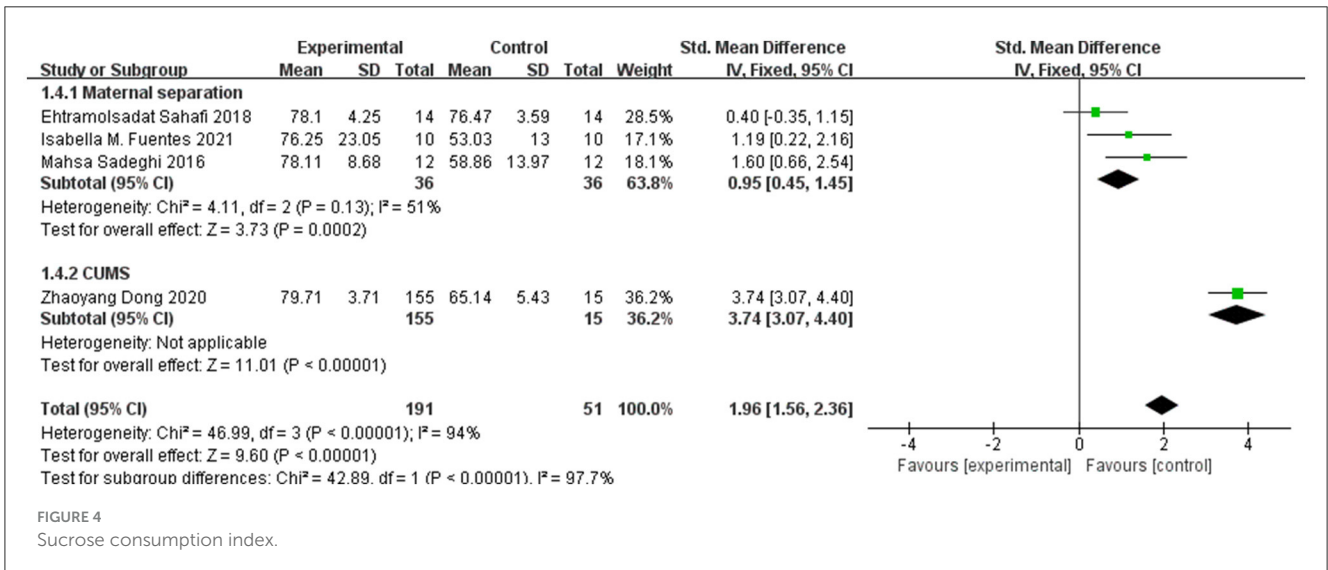 Experimental Control Std. Mean Difference Std. Mean Difference
Study or Subgroup Mean SD Total Mean SD Total Weight IV, Fixed, 95% CI IV, Fixed, 95% CI
1.4.1 Maternal separation
Ehtramolsadat Sahafi 2018 78.1 4.25 14 76.47 3.59 14 28.5% 0.40 [-0.35, 1.15]
Isabella M. Fuentes 2021 76.25 23.05 10 53.03 13 10 17.1% 1.19 [0.22, 2.16]
Mahsa Sadeghi 2016 78.11 8.68 12 58.86 13.97 12 18.1% 1.60 [0.66, 2.54]
Subtotal (95% CI) 36 36 63.8% 0.95 [0.45, 1.45]
Heterogeneity: Chi² = 4.11, df = 2 (P = 0.13); I² = 51%
Test for overall effect: Z = 3.73 (P = 0.0002)
1.4.2 CUMS
Zhaoyang Dong 2020 79.71 3.71 155 65.14 5.43 15 36.2% 3.74 [3.07, 4.40]
Subtotal (95% CI) 155 15 36.2% 3.74 [3.07, 4.40]
Heterogeneity: Not applicable
Test for overall effect: Z = 11.01 (P < 0.00001)
Total (95% CI) 191 51 100.0% 1.96 [1.56, 2.36]
Heterogeneity: Chi² = 46.99, df = 3 (P < 0.00001); I² = 94%
Test for overall effect: Z = 9.60 (P < 0.00001)
Test for subgroup differences: Chi² = 42.89. df = 1 (P < 0.00001). I² = 97.7%
-4 -2 0 2 4
Favours [experimental] Favours [control]
FIGURE 4
Sucrose consumption index.